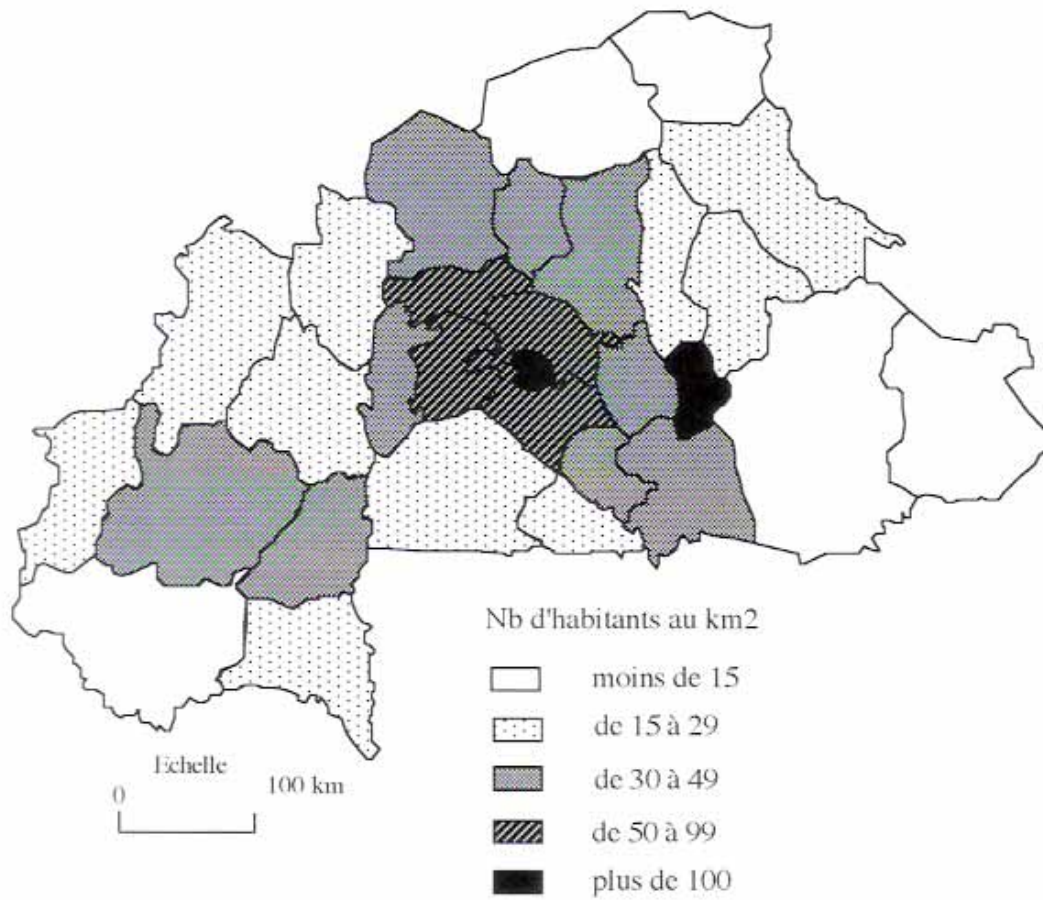 Nb d'habitants au km2
moins de 15
de 15 à 29
de 30 à 49
de 50 à 99
plus de 100
Echelle
0 100 km